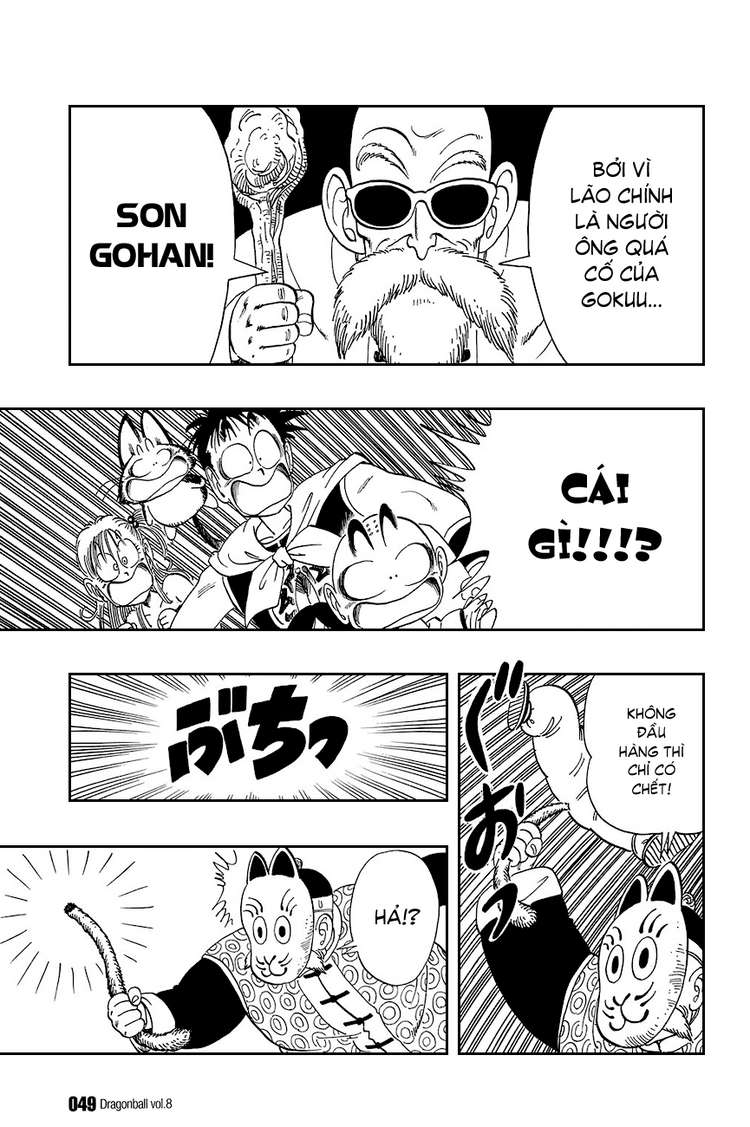 BỞI VÌ
LÃO CHÍNH
LÀ NGƯỜI
ÔNG QUÁ
CỐ CỦA
GOKUU...
SON
GOHAN!
CÁI
GÌ!!!!?
KHÔNG
ĐẦU
HÀNG THÌ
CHỈ CÓ
CHẾT!
ぐおっ
ぶちっ
HẢ!?
049 Dragonball vol.8